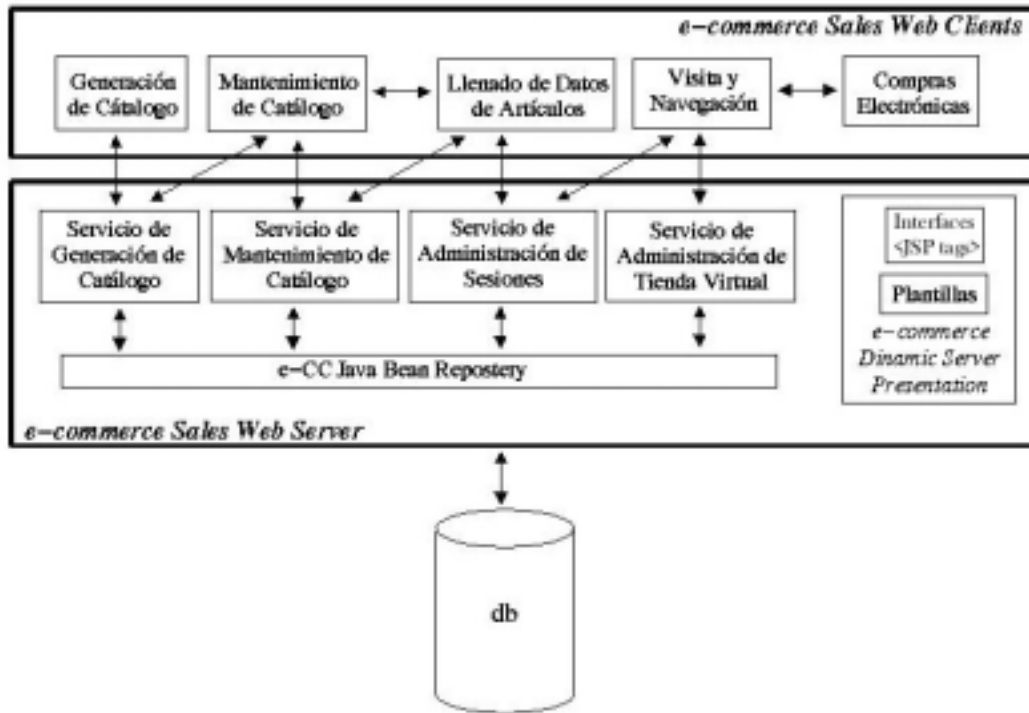 e-commerce Sales Web Clients
Generación
de Cátalogo
Mantenimiento
de Catálogo
Llenado de Datos
de Artículos
Visita y
Navegación
Compras
Electrónicas
Servicio de
Generación de
Catálogo
Servicio de
Mantenimiento de
Catálogo
Servicio de
Administración de
Sesiones
Servicio de
Administración de
Tienda Virtual
Interfaces
<JSP tags>
Plantillas
e-commerce
Dinamic Server
Presentation
e-CC Java Bean Repostery
e-commerce Sales Web Server
db